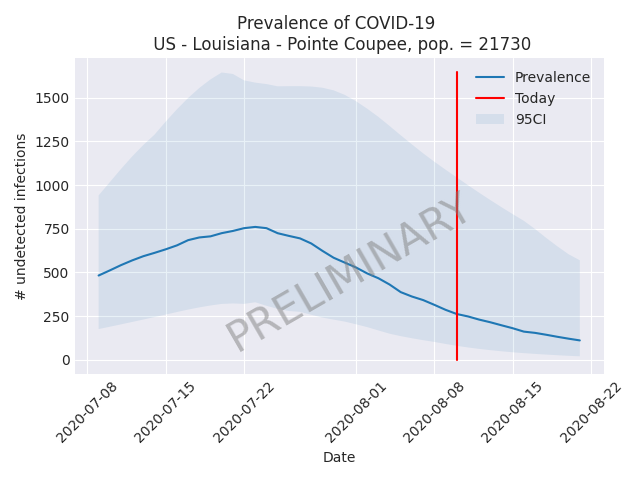 Prevalence of COVID-19
US - Louisiana - Pointe Coupee, pop. = 21730
Prevalence
Today
95CI
# undetected infections
1500
1250
1000
750
500
250
0
PRELIMINARY
2020-07-08
2020-07-15
2020-07-22
2020-08-01
2020-08-08
2020-08-15
2020-08-22
Date